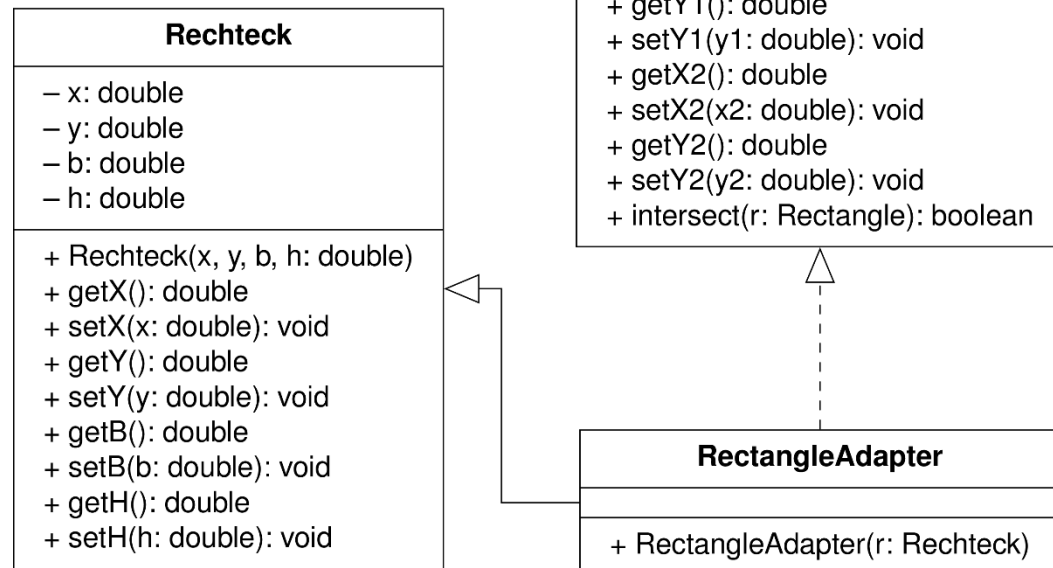 Rechteck
– x: double
– y: double
– b: double
– h: double
+ Rechteck(x, y, b, h: double)
+ getX(): double
+ setX(x: double): void
+ getY(): double
+ setY(y: double): void
+ getB(): double
+ setB(b: double): void
+ getH(): double
+ setH(h: double): void
+ getY1(): double
+ setY1(y1: double): void
+ getX2(): double
+ setX2(x2: double): void
+ getY2(): double
+ setY2(y2: double): void
+ intersect(r: Rectangle): boolean
RectangleAdapter
+ RectangleAdapter(r: Rechteck)